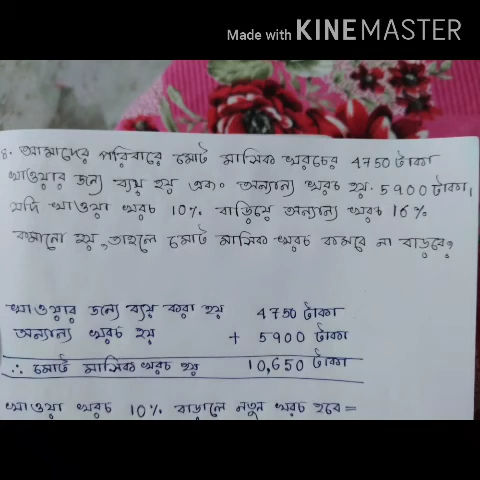 Made with KINEMASTER
৪. আমাদের পরিবারে মোট মাসিক খরচের 4750 টাকা
খাওয়ার জন্যে ব্যয় হয় এবং অন্যান্য খরচ হয় 5900 টাকা।
যদি খাওয়া খরচ 10% বাড়িয়ে অন্যান্য খরচ 16%
কমানো হয়, তাহলে মোট মাসিক খরচ কমবে না বাড়বে?
খাওয়ার জন্যে ব্যয় করা হয় 4750 টাকা
অন্যান্য খরচ হয় + 5900 টাকা
∴ মোট মাসিক খরচ হয় 10,650 টাকা
খাওয়া খরচ 10% বাড়ালে নতুন খরচ হবে =